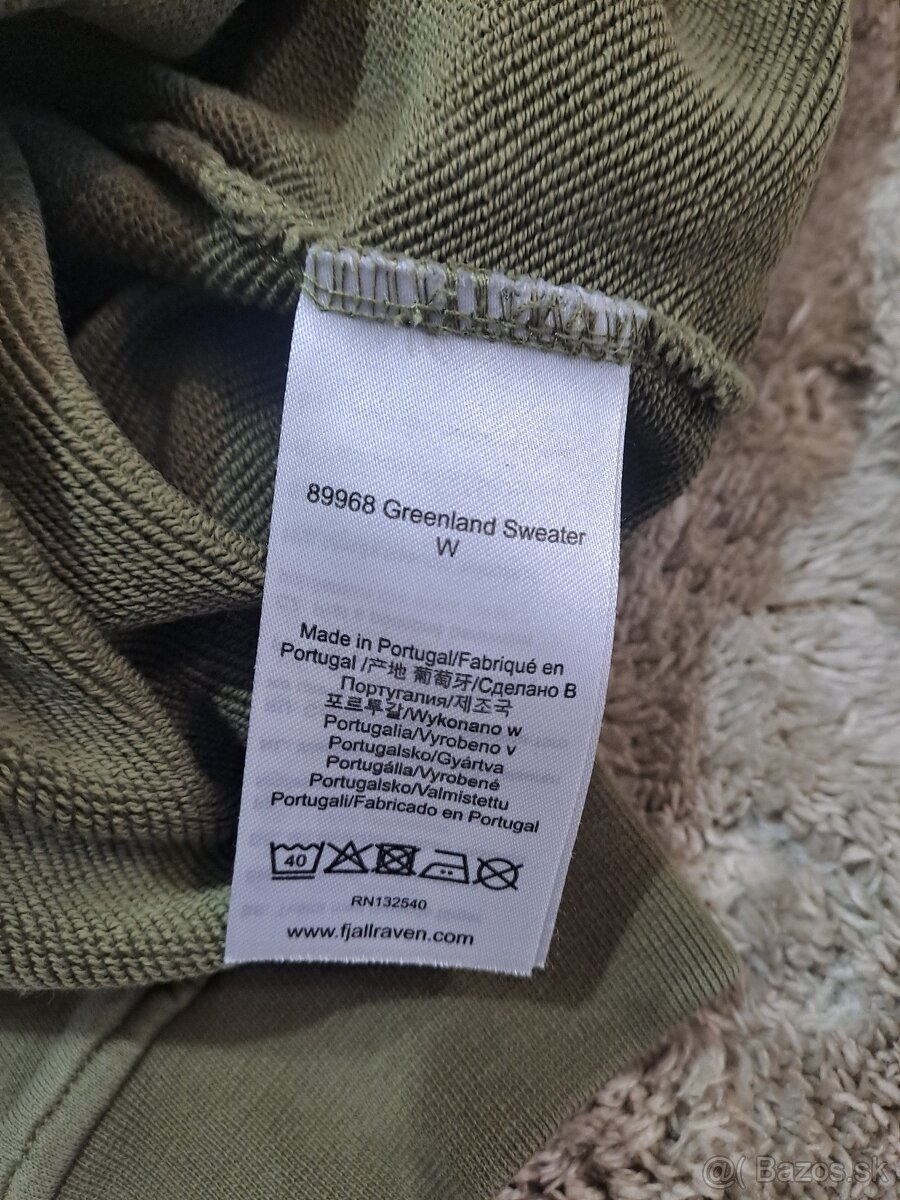 89968 Greenland Sweater
W
Made in Portugal/Fabriqué en
Portugal /产地 葡萄牙/Сделано В
Португалия/제조국
포르투갈/Wykonano w
Portugalia/Vyrobeno v
Portugalsko/Gyártva
Portugália/Vyrobené
Portugalsko/Valmistettu
Portugali/Fabricado en Portugal
40
RN132540
www.fjallraven.com
@( Bazos.sk